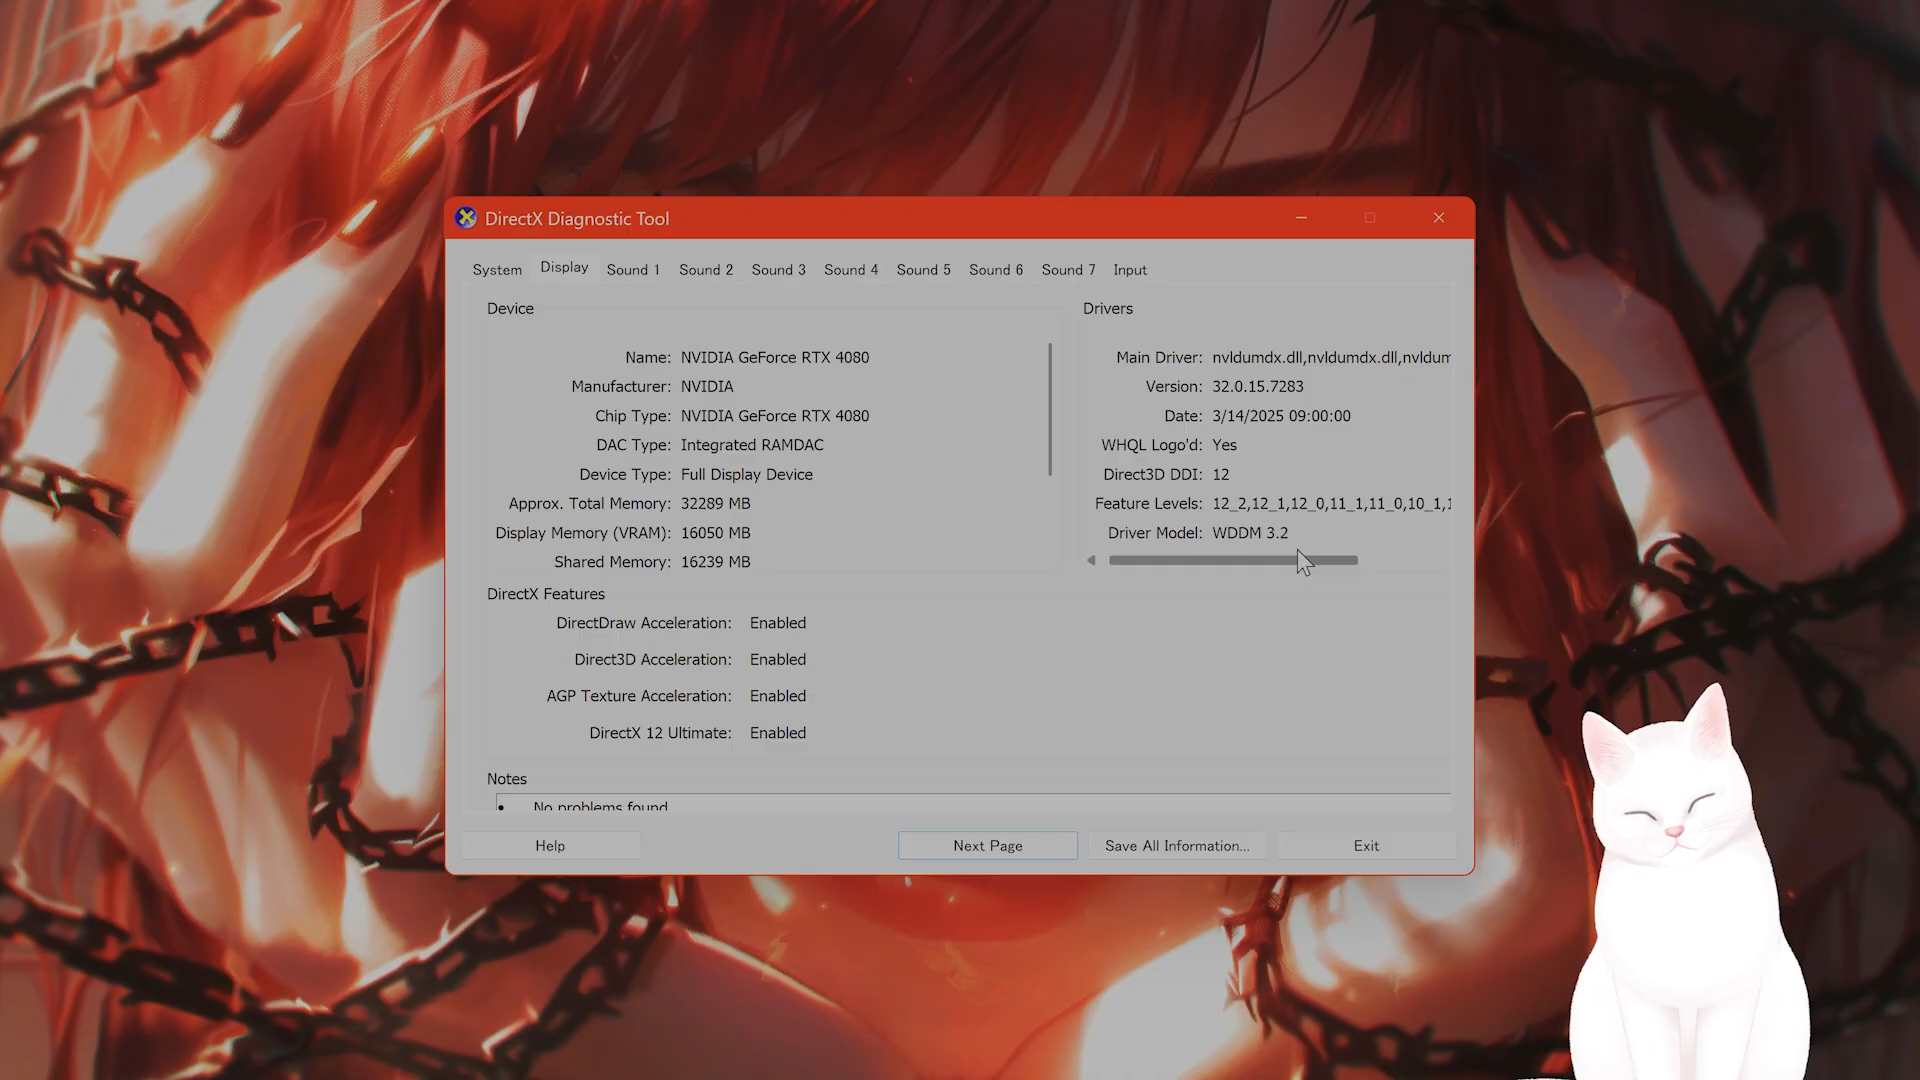 DirectX Diagnostic Tool
System Display Sound 1 Sound 2 Sound 3 Sound 4 Sound 5 Sound 6 Sound 7 Input
Device
Name: NVIDIA GeForce RTX 4080
Manufacturer: NVIDIA
Chip Type: NVIDIA GeForce RTX 4080
DAC Type: Integrated RAMDAC
Device Type: Full Display Device
Approx. Total Memory: 32289 MB
Display Memory (VRAM): 16050 MB
Shared Memory: 16239 MB
Drivers
Main Driver: nvldumdx.dll,nvldumdx.dll,nvldum
Version: 32.0.15.7283
Date: 3/14/2025 09:00:00
WHQL Logo'd: Yes
Direct3D DDI: 12
Feature Levels: 12_2,12_1,12_0,11_1,11_0,10_1,1
Driver Model: WDDM 3.2
DirectX Features
DirectDraw Acceleration: Enabled
Direct3D Acceleration: Enabled
AGP Texture Acceleration: Enabled
DirectX 12 Ultimate: Enabled
Notes
• No problems found
Help Next Page Save All Information... Exit